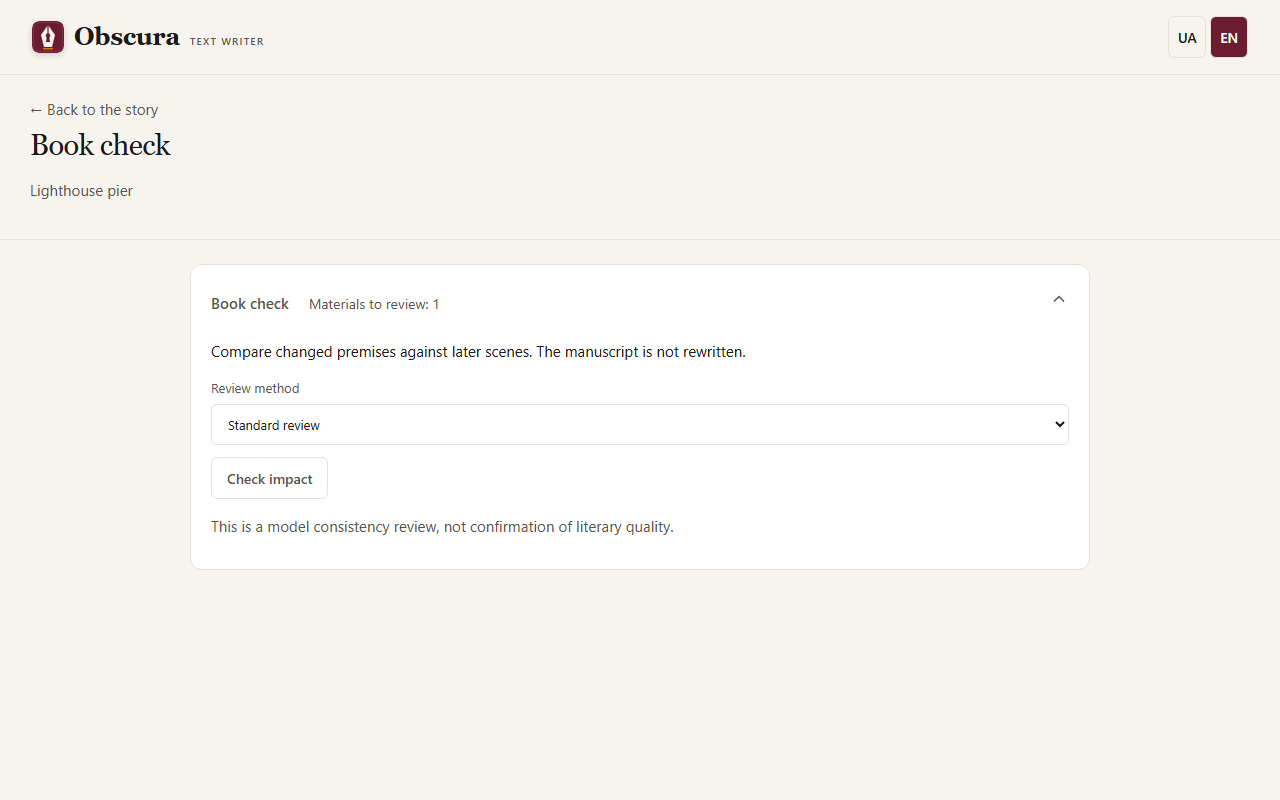 Obscura TEXT WRITER
UA EN
← Back to the story
Book check
Lighthouse pier
Book check Materials to review: 1
Compare changed premises against later scenes. The manuscript is not rewritten.
Review method
Standard review
Check impact
This is a model consistency review, not confirmation of literary quality.